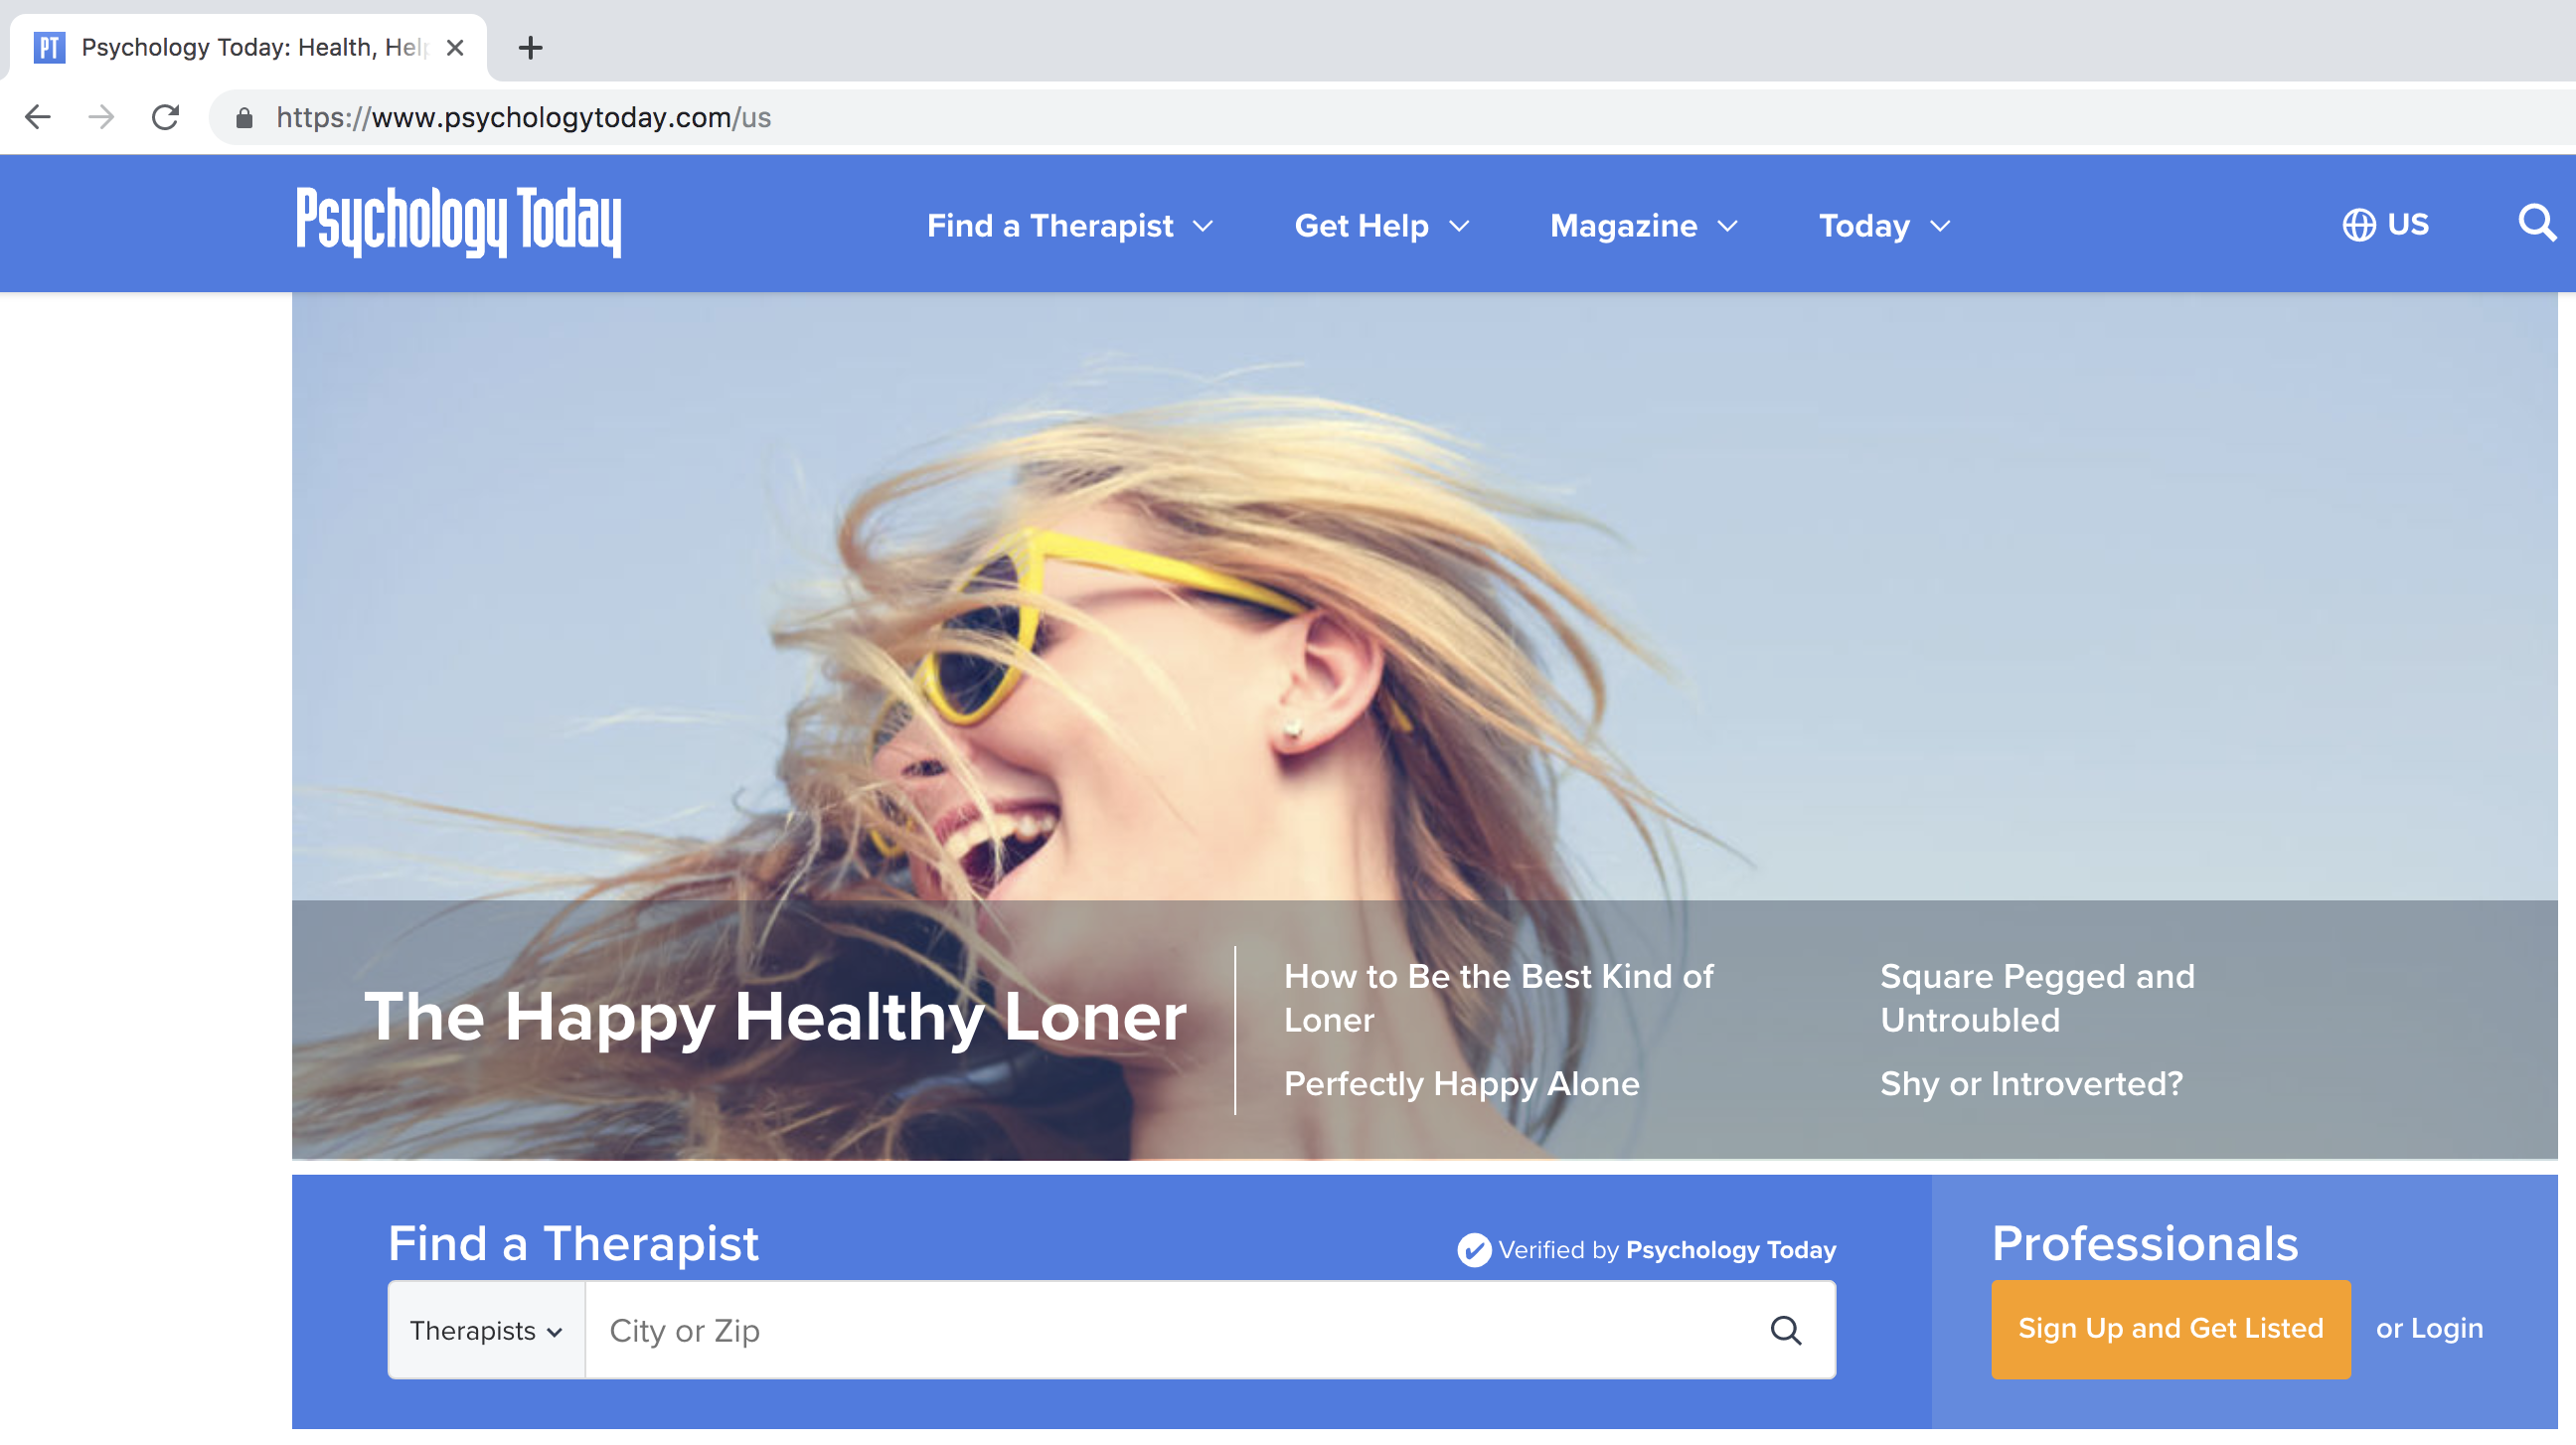 PT Psychology Today: Health, Help
https://www.psychologytoday.com/us
Psychology Today
Find a Therapist
Get Help
Magazine
Today
US
The Happy Healthy Loner
How to Be the Best Kind of
Loner
Perfectly Happy Alone
Square Pegged and
Untroubled
Shy or Introverted?
Find a Therapist
Verified by Psychology Today
Therapists
City or Zip
Professionals
Sign Up and Get Listed
or Login